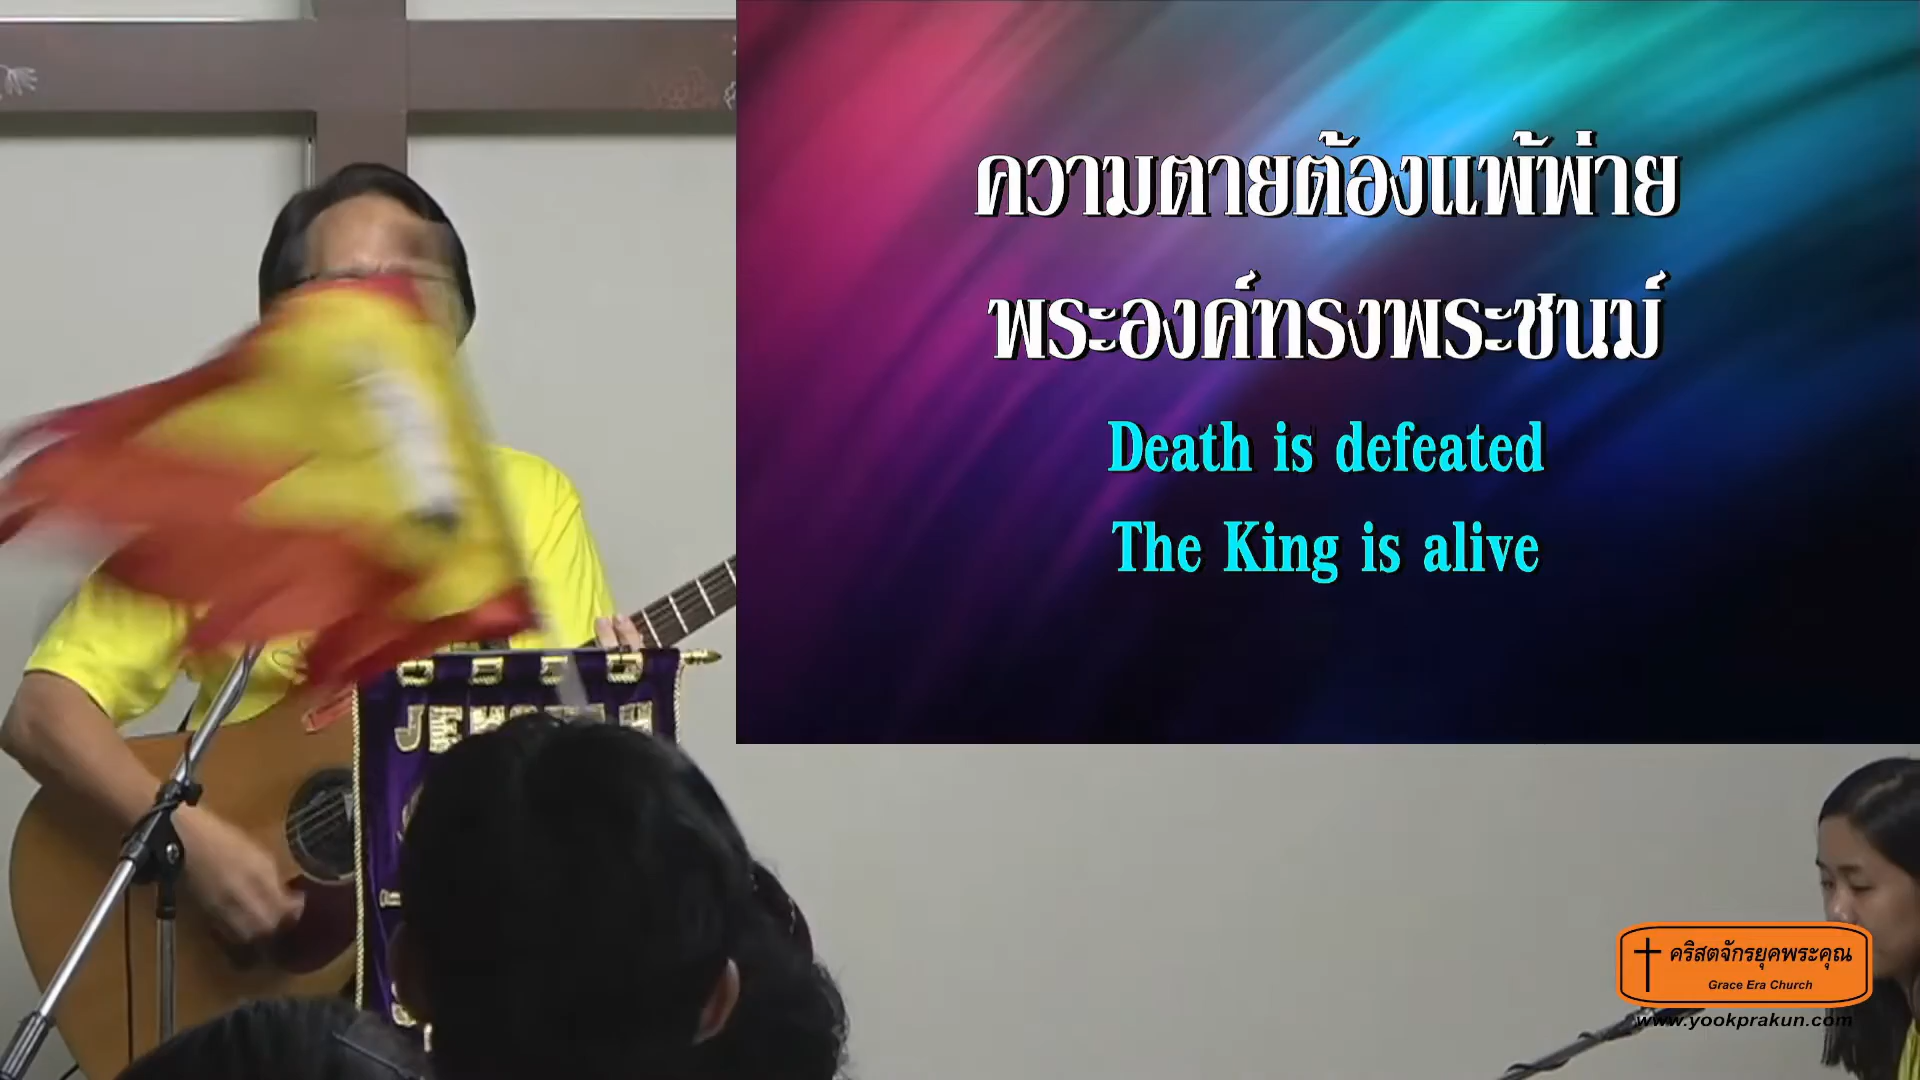 ความตายต้องแพ้พ่าย
พระองค์ทรงพระชนม์
Death is defeated
The King is alive
คริสตจักรยุคพระคุณ
Grace Era Church
www.yookprakun.com